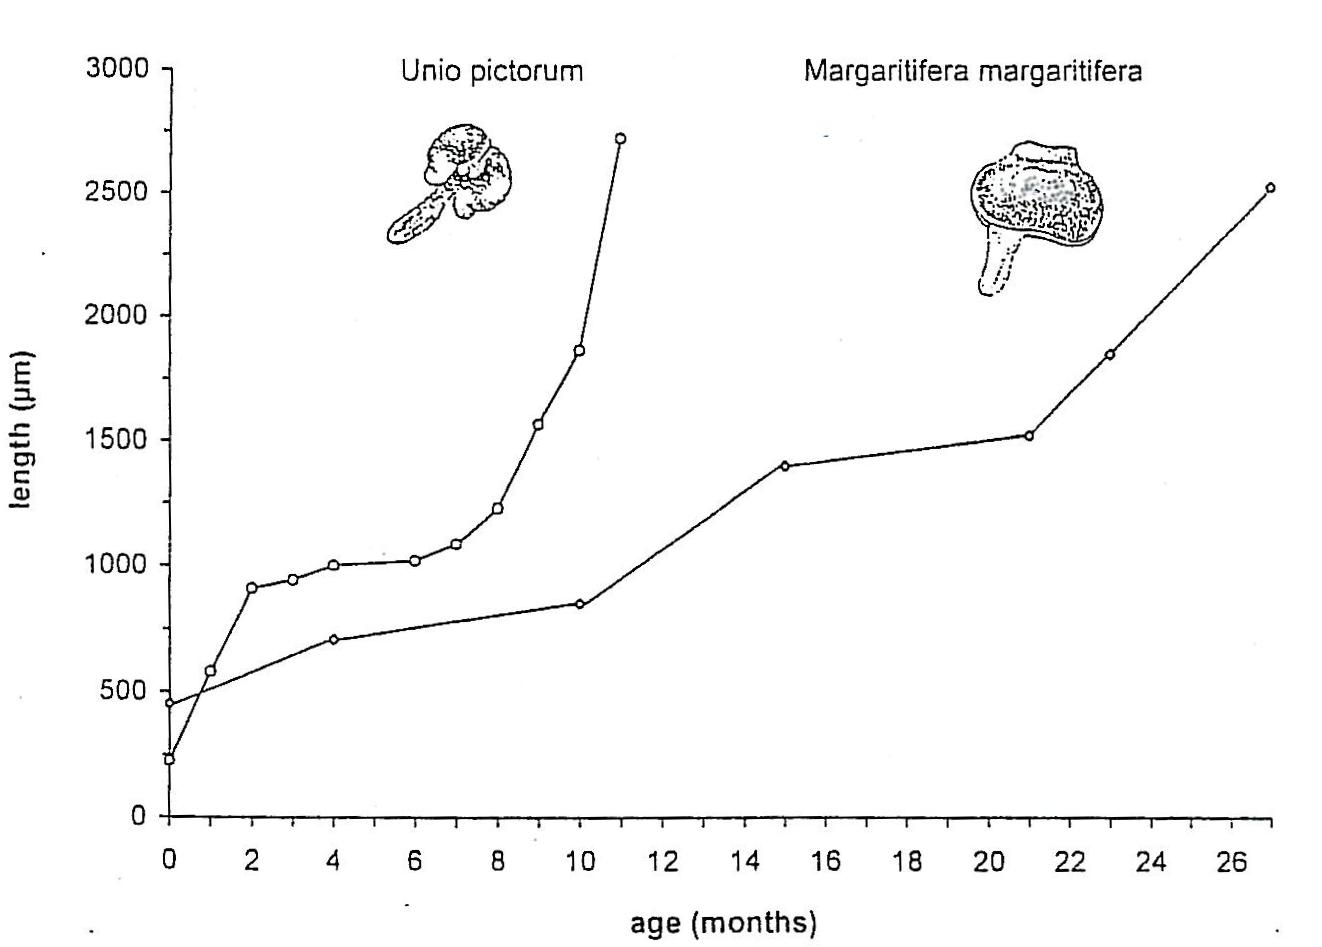 Unio pictorum
Margaritifera margaritifera
3000
2500
2000
1500
1000
500
0
length (µm)
0 2 4 6 8 10 12 14 16 18 20 22 24 26
age (months)